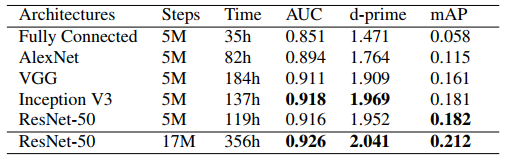 Architectures Steps Time AUC d-prime mAP
Fully Connected 5M 35h 0.851 1.471 0.058
AlexNet 5M 82h 0.894 1.764 0.115
VGG 5M 184h 0.911 1.909 0.161
Inception V3 5M 137h 0.918 1.969 0.181
ResNet-50 5M 119h 0.916 1.952 0.182
ResNet-50 17M 356h 0.926 2.041 0.212